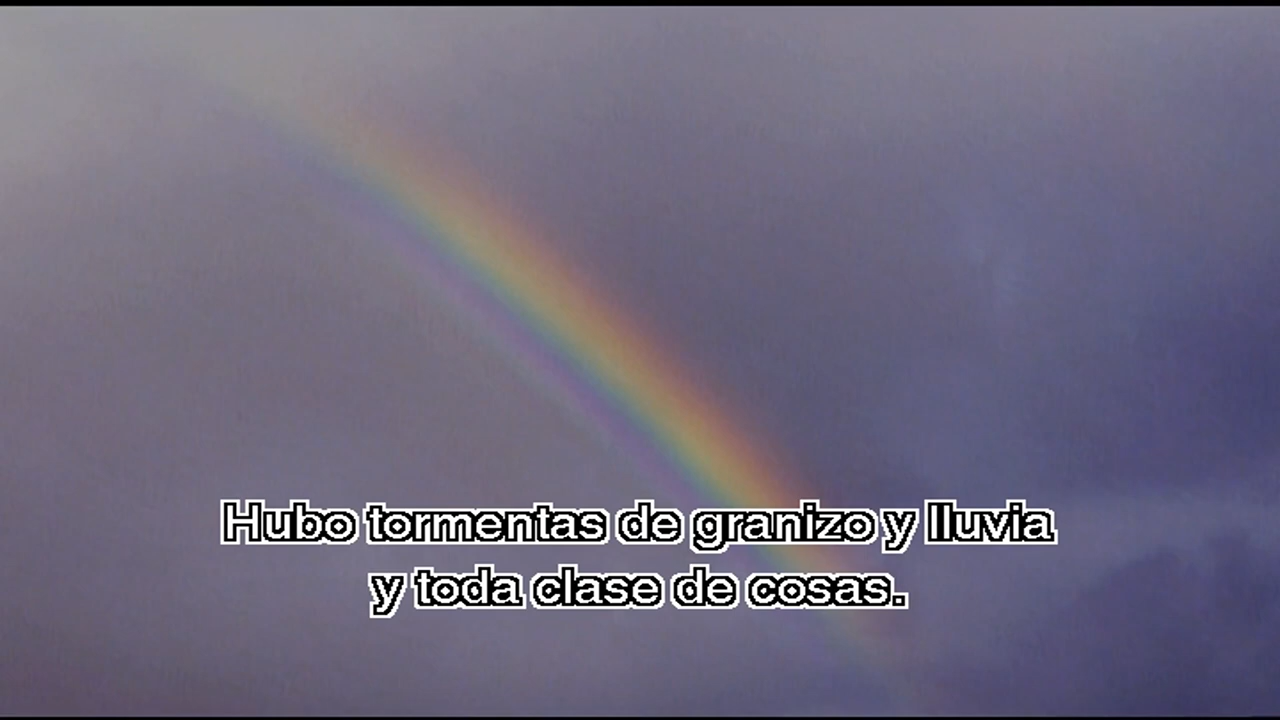 Hubo tormentas de granizo y lluvia
y toda clase de cosas.